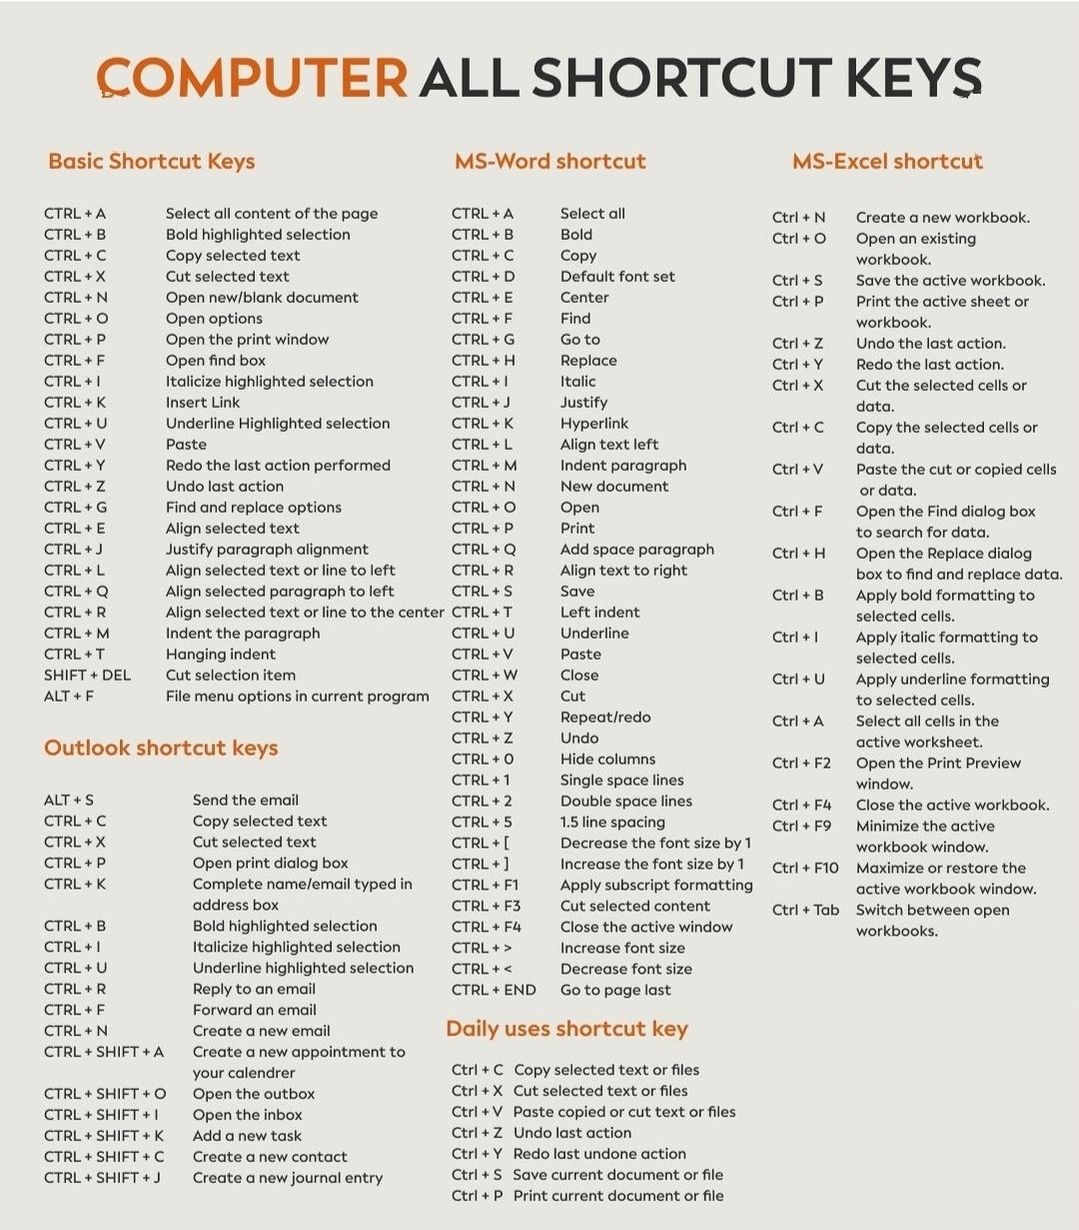 COMPUTER ALL SHORTCUT KEYS
Basic Shortcut Keys
CTRL + A Select all content of the page
CTRL + B Bold highlighted selection
CTRL + C Copy selected text
CTRL + X Cut selected text
CTRL + N Open new/blank document
CTRL + O Open options
CTRL + P Open the print window
CTRL + F Open find box
CTRL + I Italicize highlighted selection
CTRL + K Insert Link
CTRL + U Underline Highlighted selection
CTRL + V Paste
CTRL + Y Redo the last action performed
CTRL + Z Undo last action
CTRL + G Find and replace options
CTRL + E Align selected text
CTRL + J Justify paragraph alignment
CTRL + L Align selected text or line to left
CTRL + Q Align selected paragraph to left
CTRL + R Align selected text or line to the center
CTRL + M Indent the paragraph
CTRL + T Hanging indent
SHIFT + DEL Cut selection item
ALT + F File menu options in current program
Outlook shortcut keys
ALT + S Send the email
CTRL + C Copy selected text
CTRL + X Cut selected text
CTRL + P Open print dialog box
CTRL + K Complete name/email typed in
address box
CTRL + B Bold highlighted selection
CTRL + I Italicize highlighted selection
CTRL + U Underline highlighted selection
CTRL + R Reply to an email
CTRL + F Forward an email
CTRL + N Create a new email
CTRL + SHIFT + A Create a new appointment to
your calendrer
CTRL + SHIFT + O Open the outbox
CTRL + SHIFT + I Open the inbox
CTRL + SHIFT + K Add a new task
CTRL + SHIFT + C Create a new contact
CTRL + SHIFT + J Create a new journal entry
MS-Word shortcut
CTRL + A Select all
CTRL + B Bold
CTRL + C Copy
CTRL + D Default font set
CTRL + E Center
CTRL + F Find
CTRL + G Go to
CTRL + H Replace
CTRL + I Italic
CTRL + J Justify
CTRL + K Hyperlink
CTRL + L Align text left
CTRL + M Indent paragraph
CTRL + N New document
CTRL + O Open
CTRL + P Print
CTRL + Q Add space paragraph
CTRL + R Align text to right
CTRL + S Save
CTRL + T Left indent
CTRL + U Underline
CTRL + V Paste
CTRL + W Close
CTRL + X Cut
CTRL + Y Repeat/redo
CTRL + Z Undo
CTRL + 0 Hide columns
CTRL + 1 Single space lines
CTRL + 2 Double space lines
CTRL + 5 1.5 line spacing
CTRL + [ Decrease the font size by 1
CTRL + ] Increase the font size by 1
CTRL + F1 Apply subscript formatting
CTRL + F3 Cut selected content
CTRL + F4 Close the active window
CTRL + > Increase font size
CTRL + < Decrease font size
CTRL + END Go to page last
Daily uses shortcut key
Ctrl + C Copy selected text or files
Ctrl + X Cut selected text or files
Ctrl + V Paste copied or cut text or files
Ctrl + Z Undo last action
Ctrl + Y Redo last undone action
Ctrl + S Save current document or file
Ctrl + P Print current document or file
MS-Excel shortcut
Ctrl + N Create a new workbook.
Ctrl + O Open an existing
workbook.
Ctrl + S Save the active workbook.
Ctrl + P Print the active sheet or
workbook.
Ctrl + Z Undo the last action.
Ctrl + Y Redo the last action.
Ctrl + X Cut the selected cells or
data.
Ctrl + C Copy the selected cells or
data.
Ctrl + V Paste the cut or copied cells
or data.
Ctrl + F Open the Find dialog box
to search for data.
Ctrl + H Open the Replace dialog
box to find and replace data.
Ctrl + B Apply bold formatting to
selected cells.
Ctrl + I Apply italic formatting to
selected cells.
Ctrl + U Apply underline formatting
to selected cells.
Ctrl + A Select all cells in the
active worksheet.
Ctrl + F2 Open the Print Preview
window.
Ctrl + F4 Close the active workbook.
Ctrl + F9 Minimize the active
workbook window.
Ctrl + F10 Maximize or restore the
active workbook window.
Ctrl + Tab Switch between open
workbooks.